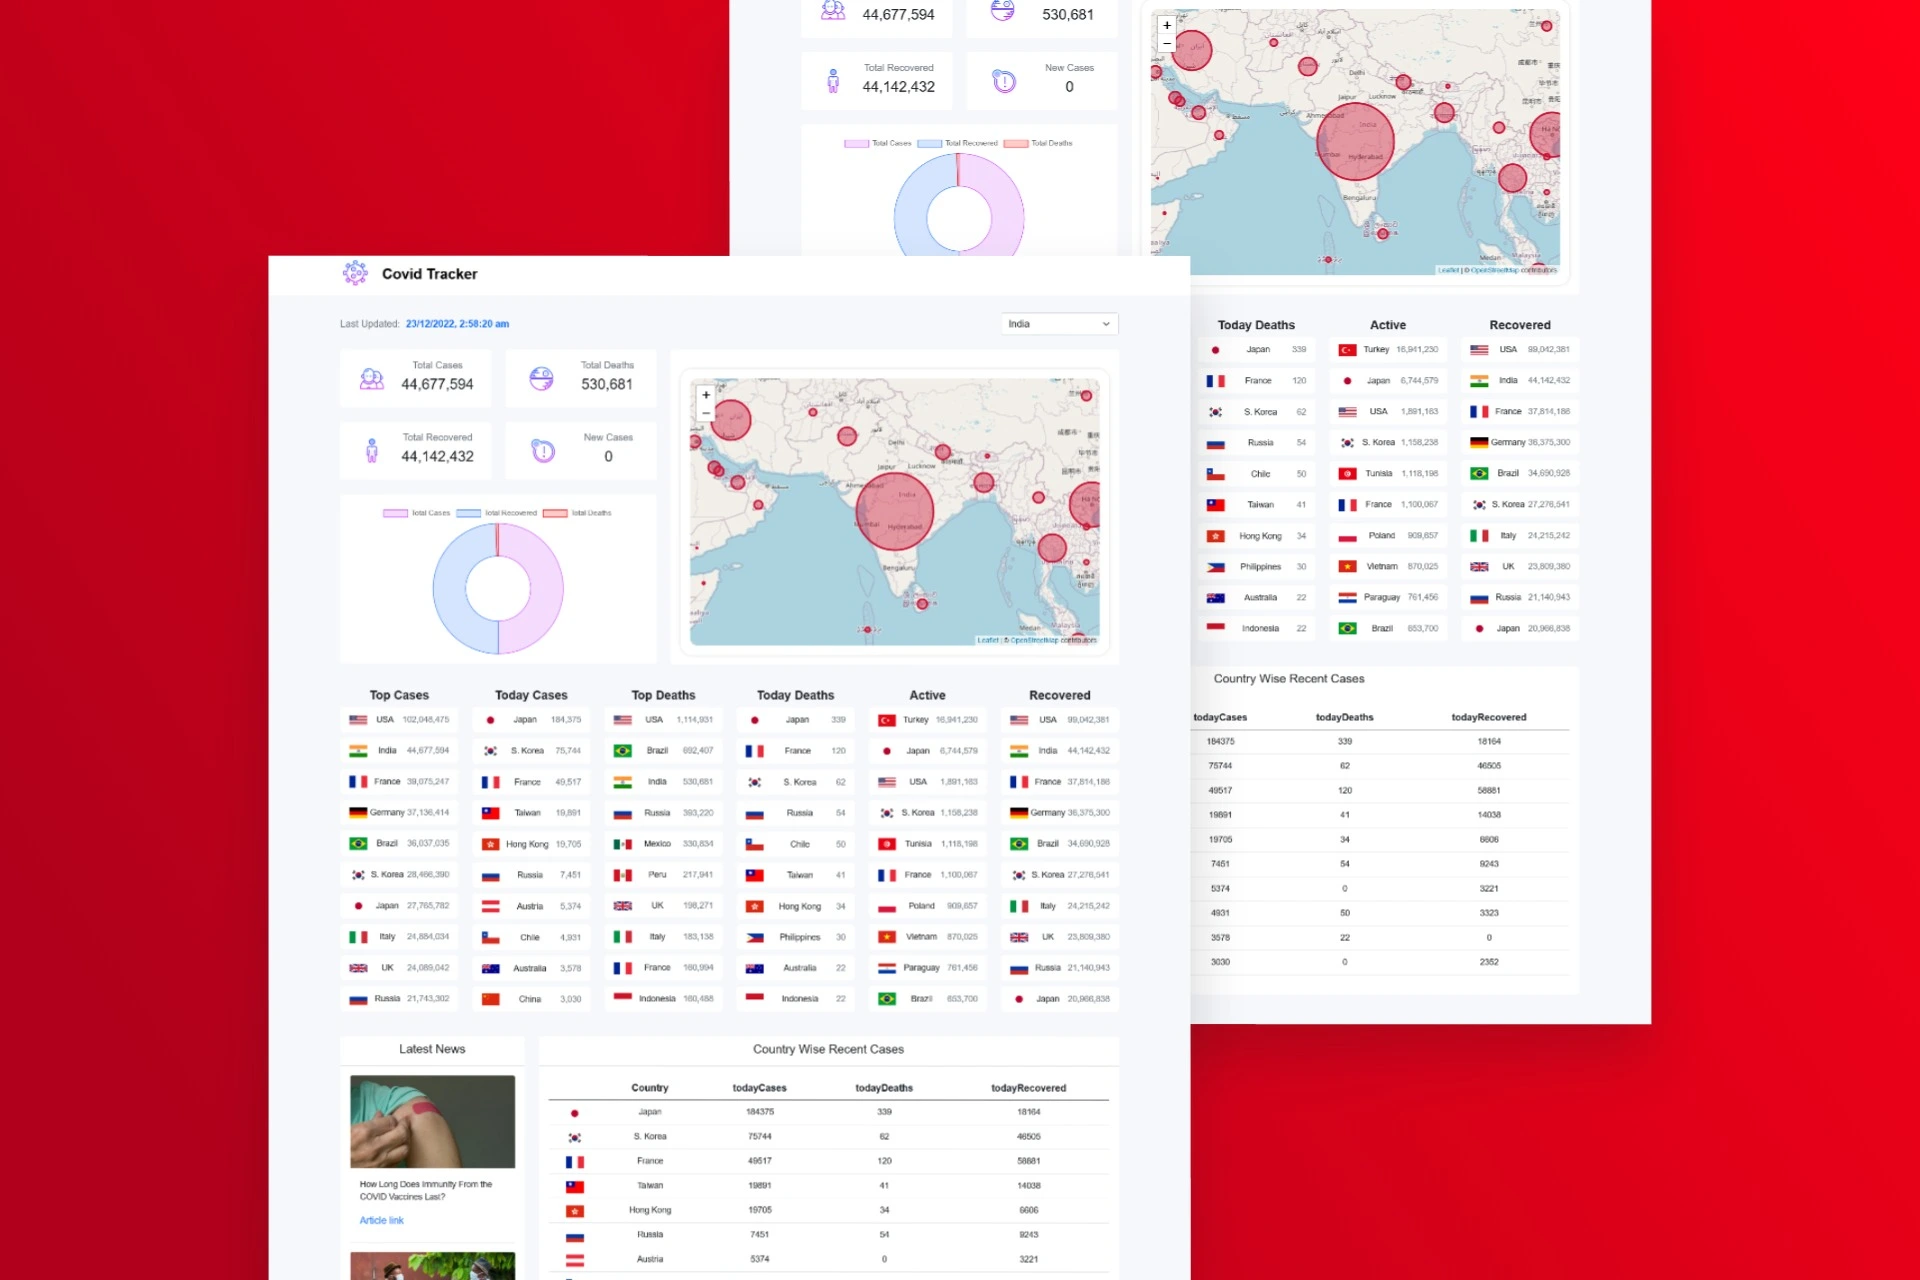 44,677,594
530,681
Total Recovered
44,142,432
New Cases
0
Total Cases
Total Recovered
Total Deaths
+
−
Delhi
Jaipur
Lucknow
Ahmedabad
India
Mumbai
Hyderabad
Bengaluru
Medan
Malaysia
Leaflet | © OpenStreetMap contributors
Covid Tracker
Last Updated: 23/12/2022, 2:58:20 am
India
Total Cases
44,677,594
Total Deaths
530,681
Total Recovered
44,142,432
New Cases
0
Total Cases
Total Recovered
Total Deaths
+
−
Delhi
Jaipur
Lucknow
Ahmedabad
India
Mumbai
Hyderabad
Bengaluru
Medan
Malaysia
Leaflet | © OpenStreetMap contributors
Top Cases
USA 102,048,475
India 44,677,594
France 39,075,247
Germany 37,136,414
Brazil 36,037,035
S. Korea 28,466,390
Japan 27,765,782
Italy 24,884,034
UK 24,089,042
Russia 21,743,302
Today Cases
Japan 184,375
S. Korea 75,744
France 49,517
Taiwan 19,891
Hong Kong 19,705
Russia 7,451
Austria 5,374
Chile 4,931
Australia 3,578
China 3,030
Top Deaths
USA 1,114,931
Brazil 692,407
India 530,681
Russia 393,220
Mexico 330,834
Peru 217,941
UK 198,271
Italy 183,138
France 160,994
Indonesia 160,488
Today Deaths
Japan 339
France 120
S. Korea 62
Russia 54
Chile 50
Taiwan 41
Hong Kong 34
Philippines 30
Australia 22
Indonesia 22
Active
Turkey 16,941,230
Japan 6,744,579
USA 1,891,163
S. Korea 1,158,238
Tunisia 1,118,198
France 1,100,067
Poland 909,657
Vietnam 870,025
Paraguay 761,456
Brazil 653,700
Recovered
USA 99,042,381
India 44,142,432
France 37,814,186
Germany 36,375,300
Brazil 34,690,928
S. Korea 27,276,541
Italy 24,215,242
UK 23,809,380
Russia 21,140,943
Japan 20,966,838
Latest News
How Long Does Immunity From the
COVID Vaccines Last?
Article link
Country Wise Recent Cases
Country todayCases todayDeaths todayRecovered
Japan 184375 339 18164
S. Korea 75744 62 46505
France 49517 120 58881
Taiwan 19891 41 14038
Hong Kong 19705 34 6606
Russia 7451 54 9243
Austria 5374 0 3221
Today Deaths
Japan 339
France 120
S. Korea 62
Russia 54
Chile 50
Taiwan 41
Hong Kong 34
Philippines 30
Australia 22
Indonesia 22
Active
Turkey 16,941,230
Japan 6,744,579
USA 1,891,163
S. Korea 1,158,238
Tunisia 1,118,198
France 1,100,067
Poland 909,657
Vietnam 870,025
Paraguay 761,456
Brazil 653,700
Recovered
USA 99,042,381
India 44,142,432
France 37,814,186
Germany 36,375,300
Brazil 34,690,928
S. Korea 27,276,541
Italy 24,215,242
UK 23,809,380
Russia 21,140,943
Japan 20,966,838
Country Wise Recent Cases
todayCases todayDeaths todayRecovered
184375 339 18164
75744 62 46505
49517 120 58881
19891 41 14038
19705 34 6606
7451 54 9243
5374 0 3221
4931 50 3323
3578 22 0
3030 0 2352